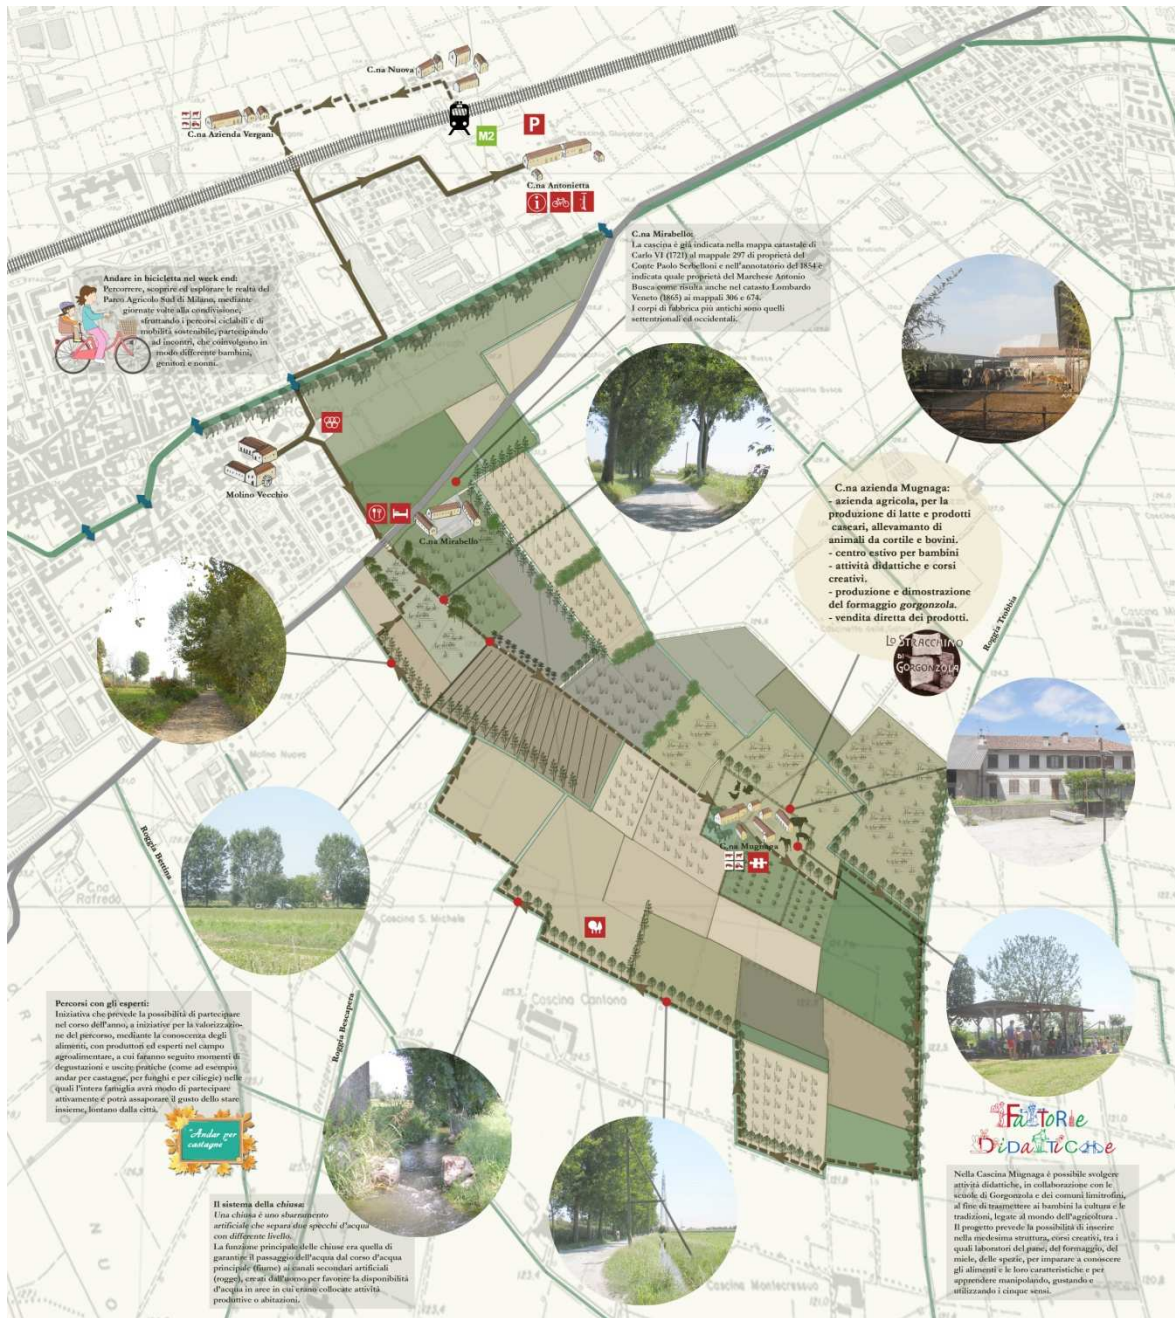 C.na Nuova
C.na Azienda Vergani
M2
P
C.na Antonietta
i
C.na Mirabello:
La cascina è già indicata nella mappa catastale di
Carlo VI (1721) al mappale 297 di proprietà del
Conte Paolo Serbelloni e nell'annotatorio del 1854 è
indicata quale proprietà del Marchese Antonio
Busca come risulta anche nel catasto Lombardo
Veneto (1865) ai mappali 306 e 674.
I corpi di fabbrica più antichi sono quelli
settentrionali ed occidentali.
Andare in bicicletta nel week end:
Percorrere, scoprire ed esplorare le realtà del
Parco Agricolo Sud di Milano, mediante
giornate volte alla condivisione,
sfruttando i percorsi ciclabili e di
mobilità sostenibile, partecipando
ad incontri, che coinvolgono in
modo differente bambini,
genitori e nonni.
Molino Vecchio
C.na Mirabello
C.na azienda Mugnaga:
- azienda agricola, per la
produzione di latte e prodotti
caseari, allevamanto di
animali da cortile e bovini.
- centro estivo per bambini
- attività didattiche e corsi
creativi.
- produzione e dimostrazione
del formaggio gorgonzola.
- vendita diretta dei prodotti.
LO STRACCHINO
DI
GORGONZOLA
Roggia Trobbia
Molino Nuovo
Roggia Bettina
C.na Mugnaga
C.na
Rafredo
Cascina S. Michele
Cascina Cantona
Roggia Bescapera
Percorsi con gli esperti:
Iniziativa che prevede la possibilità di partecipare
nel corso dell'anno, a iniziative per la valorizzazio-
ne del percorso, mediante la conoscenza degli
alimenti, con produttori ed esperti nel campo
agroalimentare, a cui faranno seguito momenti di
degustazioni e uscite pratiche (come ad esempio
andar per castagne, per funghi e per ciliegie) nelle
quali l'intera famiglia avrà modo di partecipare
attivamente e potrà assaporare il gusto dello stare
insieme, lontano dalla città.
"Andar per
castagne"
Il sistema della chiusa:
Una chiusa è uno sbarramento
artificiale che separa due specchi d'acqua
con differente livello.
La funzione principale delle chiuse era quella di
garantire il passaggio dell'acqua dal corso d'acqua
principale (fiume) ai canali secondari artificiali
(rogge), creati dall'uomo per favorire la disponibilità
d'acqua in aree in cui erano collocate attività
produttive o abitazioni.
Cascina Montecressuo
FATTORIE
DIDATTICHE
Nella Cascina Mugnaga è possibile svolgere
attività didattiche, in collaborazione con le
scuole di Gorgonzola e dei comuni limitrofini,
al fine di trasmettere ai bambini la cultura e le
tradizioni, legate al mondo dell'agricoltura .
Il progetto prevede la possibilità di inserire
nella medesima struttura, corsi creativi, tra i
quali laboratori del pane, del formaggio, del
miele, delle spezie, per imparare a conoscere
gli alimenti e le loro caratteristiche e per
apprendere manipolando, gustando e
utilizzando i cinque sensi.